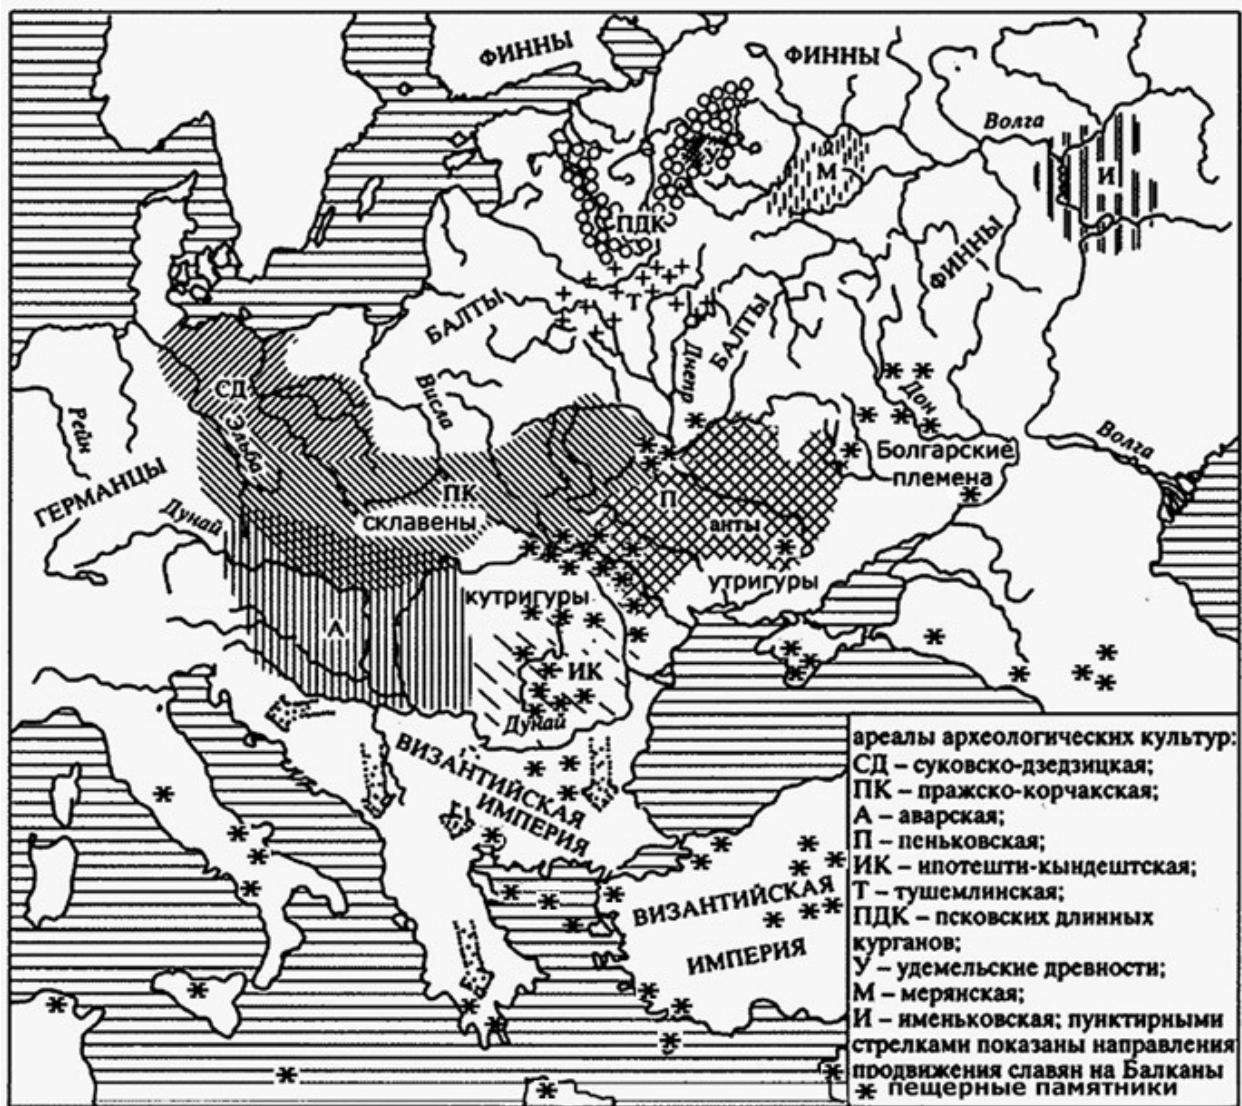 ФИННЫ
ФИННЫ
Волга
У
М
И
ПДК
ФИННЫ
Т
БАЛТЫ
БАЛТЫ
Днепр
СД
Висла
Дон
Рейн
Эльба
Волга
Болгарские
племена
ГЕРМАНЦЫ
ПК
П
Дунай
склавены
анты
утригуры
кутригуры
А
ИК
Дунай
ВИЗАНТИЙСКАЯ
ИМПЕРИЯ
ВИЗАНТИЙСКАЯ
ИМПЕРИЯ
ареалы археологических культур:
СД – суковско-дзедзицкая;
ПК – пражско-корчакская;
А – аварская;
П – пеньковская;
ИК – ипотешти-кындештская;
Т – тушемлинская;
ПДК – псковских длинных
курганов;
У – удемельские древности;
М – мерянская;
И – именьковская; пунктирными
стрелками показаны направления
продвижения славян на Балканы
пещерные памятники